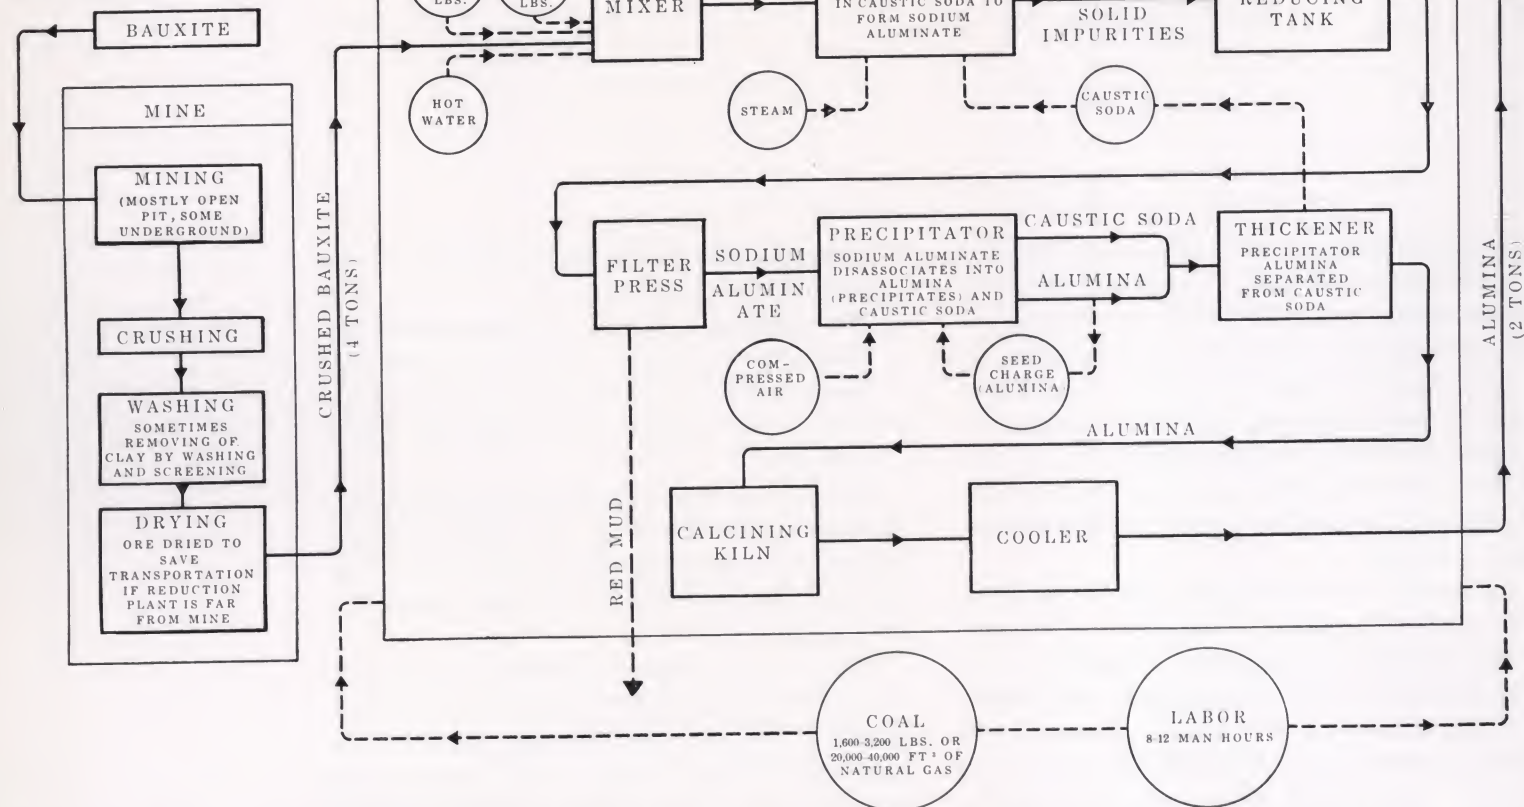 LBS.
LBS.
MIXER
IN CAUSTIC SODA TO
FORM SODIUM
ALUMINATE
SOLID
IMPURITIES
REDUCING
TANK
BAUXITE
MINE
HOT
WATER
STEAM
CAUSTIC
SODA
MINING
(MOSTLY OPEN
PIT, SOME
UNDERGROUND)
CRUSHING
WASHING
SOMETIMES
REMOVING OF
CLAY BY WASHING
AND SCREENING
DRYING
ORE DRIED TO
SAVE
TRANSPORTATION
IF REDUCTION
PLANT IS FAR
FROM MINE
CRUSHED BAUXITE
(4 TONS)
FILTER
PRESS
SODIUM
ALUMIN
ATE
PRECIPITATOR
SODIUM ALUMINATE
DISASSOCIATES INTO
ALUMINA
(PRECIPITATES) AND
CAUSTIC SODA
CAUSTIC SODA
ALUMINA
THICKENER
PRECIPITATOR
ALUMINA
SEPARATED
FROM CAUSTIC
SODA
COM-
PRESSED
AIR
SEED
CHARGE
(ALUMINA)
ALUMINA
(2 TONS)
ALUMINA
RED MUD
CALCINING
KILN
COOLER
COAL
1,600-3,200 LBS. OR
20,000-40,000 FT³ OF
NATURAL GAS
LABOR
8-12 MAN HOURS